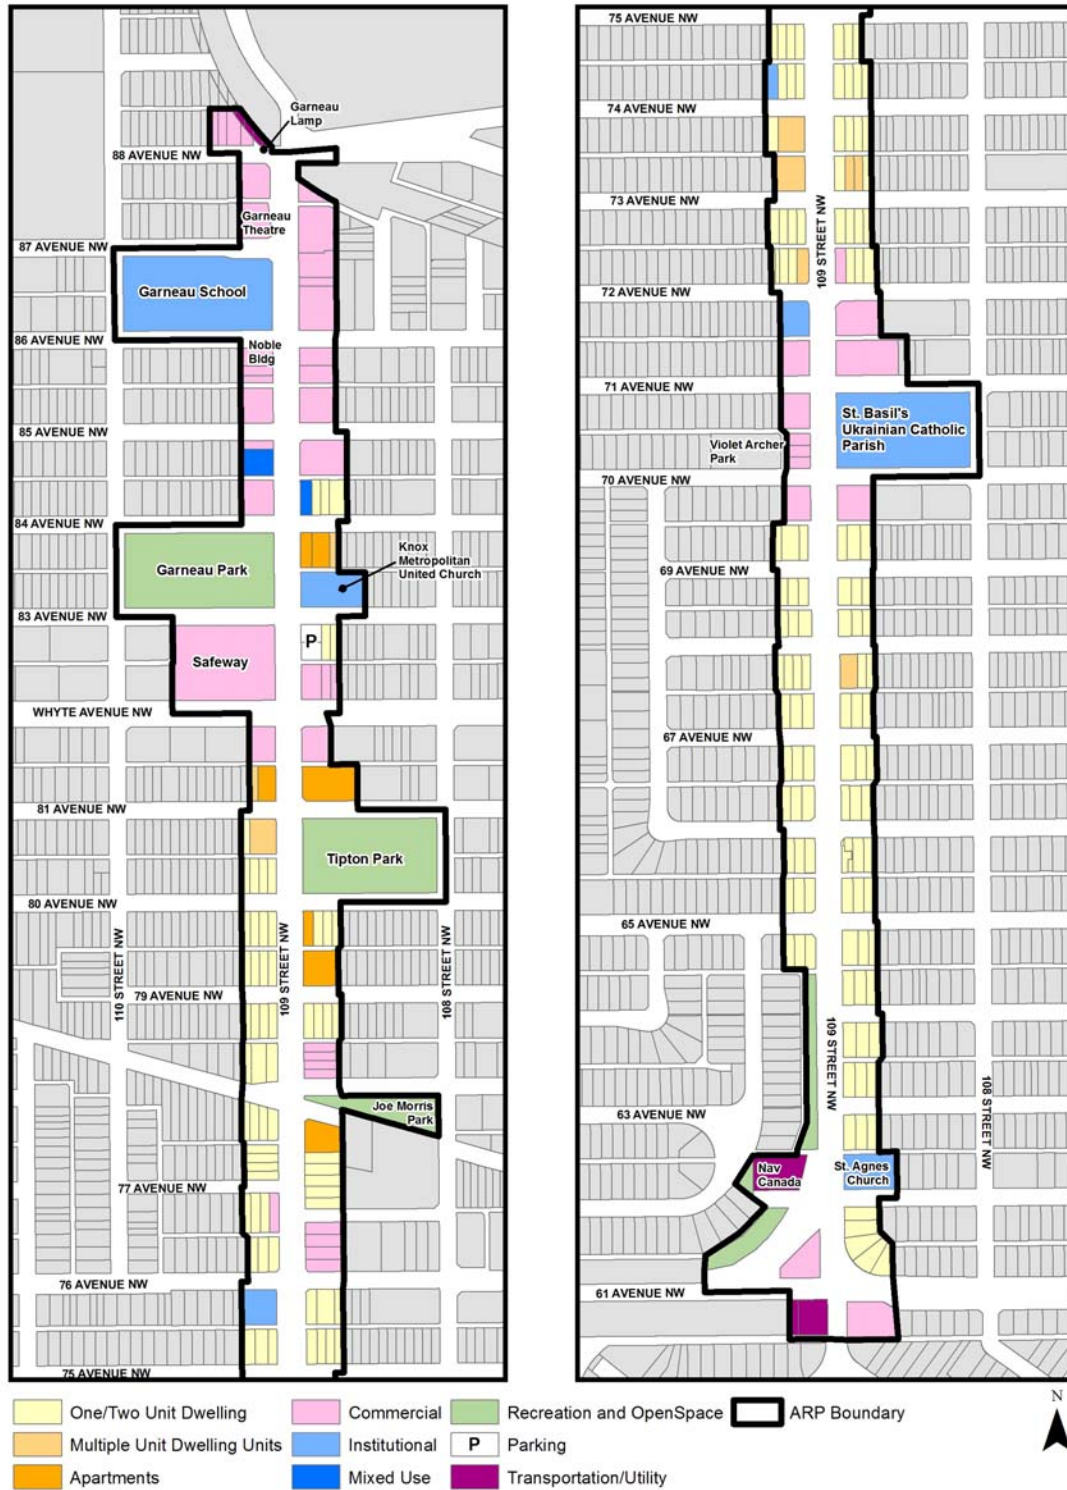 Garneau
Lamp
88 AVENUE NW
Garneau
Theatre
87 AVENUE NW
Garneau School
86 AVENUE NW
Noble
Bldg
85 AVENUE NW
84 AVENUE NW
Garneau Park
Knox
Metropolitan
United Church
83 AVENUE NW
P
Safeway
WHYTE AVENUE NW
81 AVENUE NW
Tipton Park
80 AVENUE NW
110 STREET NW
109 STREET NW
108 STREET NW
79 AVENUE NW
Joe Morris
Park
77 AVENUE NW
76 AVENUE NW
75 AVENUE NW
75 AVENUE NW
74 AVENUE NW
73 AVENUE NW
109 STREET NW
72 AVENUE NW
71 AVENUE NW
St. Basil's
Ukrainian Catholic
Parish
Violet Archer
Park
70 AVENUE NW
69 AVENUE NW
67 AVENUE NW
65 AVENUE NW
109 STREET NW
108 STREET NW
63 AVENUE NW
Nav
Canada
St. Agnes
Church
61 AVENUE NW
One/Two Unit Dwelling
Commercial
Recreation and OpenSpace
ARP Boundary
Multiple Unit Dwelling Units
Institutional
P Parking
Apartments
Mixed Use
Transportation/Utility
N